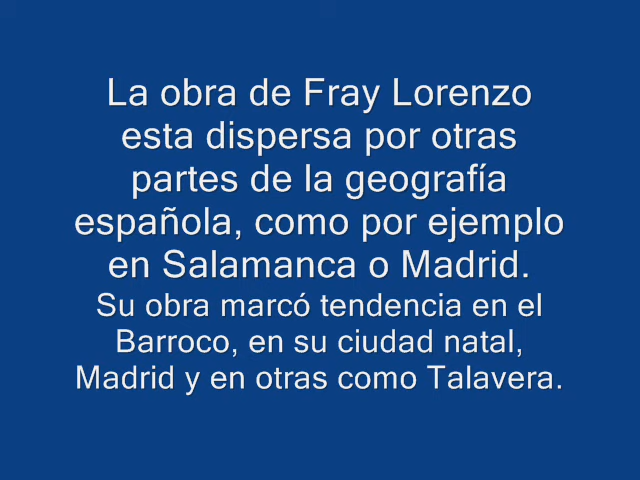 La obra de Fray Lorenzo
esta dispersa por otras
partes de la geografía
española, como por ejemplo
en Salamanca o Madrid.
Su obra marcó tendencia en el
Barroco, en su ciudad natal,
Madrid y en otras como Talavera.